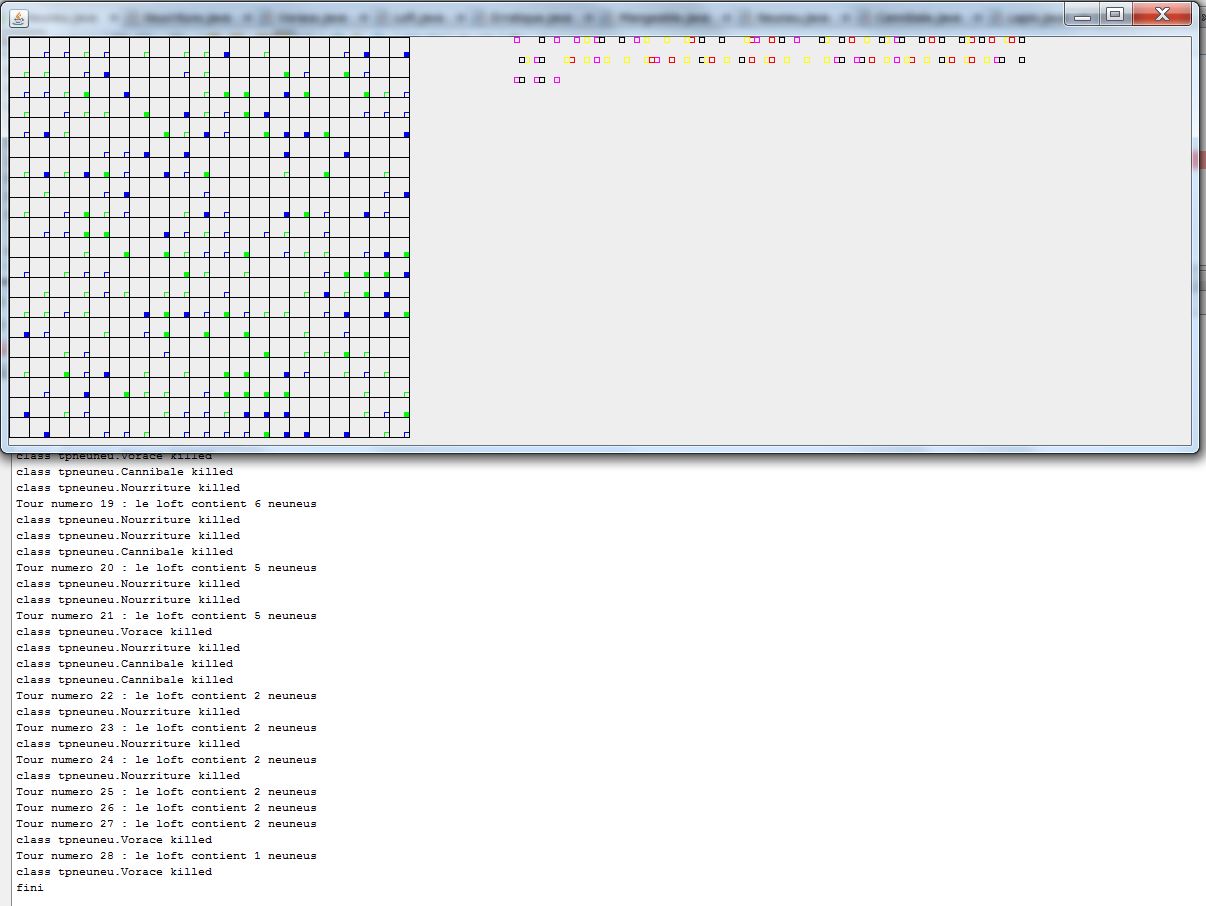 class tpneuneu.Vorace killed
class tpneuneu.Cannibale killed
class tpneuneu.Nourriture killed
Tour numero 19 : le loft contient 6 neuneus
class tpneuneu.Nourriture killed
class tpneuneu.Nourriture killed
class tpneuneu.Cannibale killed
Tour numero 20 : le loft contient 5 neuneus
class tpneuneu.Nourriture killed
class tpneuneu.Nourriture killed
Tour numero 21 : le loft contient 5 neuneus
class tpneuneu.Vorace killed
class tpneuneu.Nourriture killed
class tpneuneu.Cannibale killed
class tpneuneu.Cannibale killed
Tour numero 22 : le loft contient 2 neuneus
class tpneuneu.Nourriture killed
Tour numero 23 : le loft contient 2 neuneus
class tpneuneu.Nourriture killed
Tour numero 24 : le loft contient 2 neuneus
class tpneuneu.Nourriture killed
Tour numero 25 : le loft contient 2 neuneus
Tour numero 26 : le loft contient 2 neuneus
Tour numero 27 : le loft contient 2 neuneus
class tpneuneu.Vorace killed
Tour numero 28 : le loft contient 1 neuneus
class tpneuneu.Vorace killed
fini